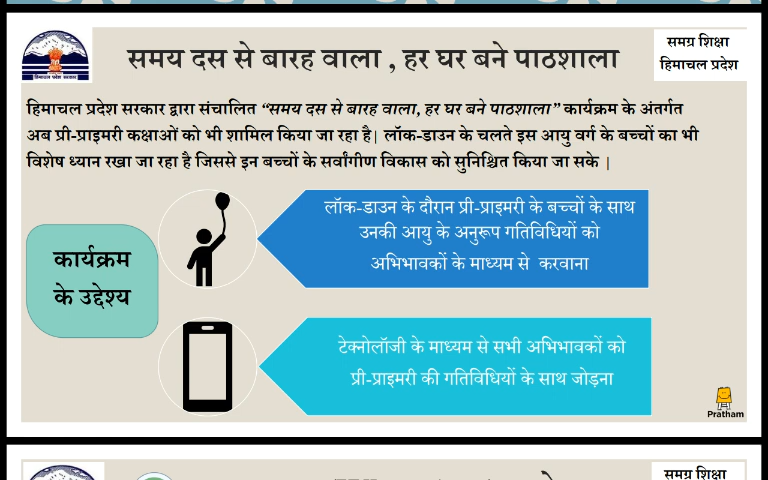 समय दस से बारह वाला , हर घर बने पाठशाला
समग्र शिक्षा
हिमाचल प्रदेश
हिमाचल प्रदेश सरकार
हिमाचल प्रदेश सरकार द्वारा संचालित “समय दस से बारह वाला, हर घर बने पाठशाला” कार्यक्रम के अंतर्गत
अब प्री-प्राइमरी कक्षाओं को भी शामिल किया जा रहा है| लॉक-डाउन के चलते इस आयु वर्ग के बच्चों का भी
विशेष ध्यान रखा जा रहा है जिससे इन बच्चों के सर्वांगीण विकास को सुनिश्चित किया जा सके |
कार्यक्रम
के उद्देश्य
लॉक-डाउन के दौरान प्री-प्राइमरी के बच्चों के साथ
उनकी आयु के अनुरूप गतिविधियों को
अभिभावकों के माध्यम से करवाना
टेक्नोलॉजी के माध्यम से सभी अभिभावकों को
प्री-प्राइमरी की गतिविधियों के साथ जोड़ना
Pratham
समग्र शिक्षा